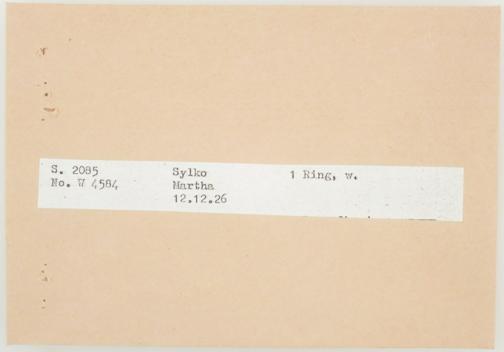 S. 2085 Sylko 1 Ring, w.
No. W 4584 Martha
12.12.26